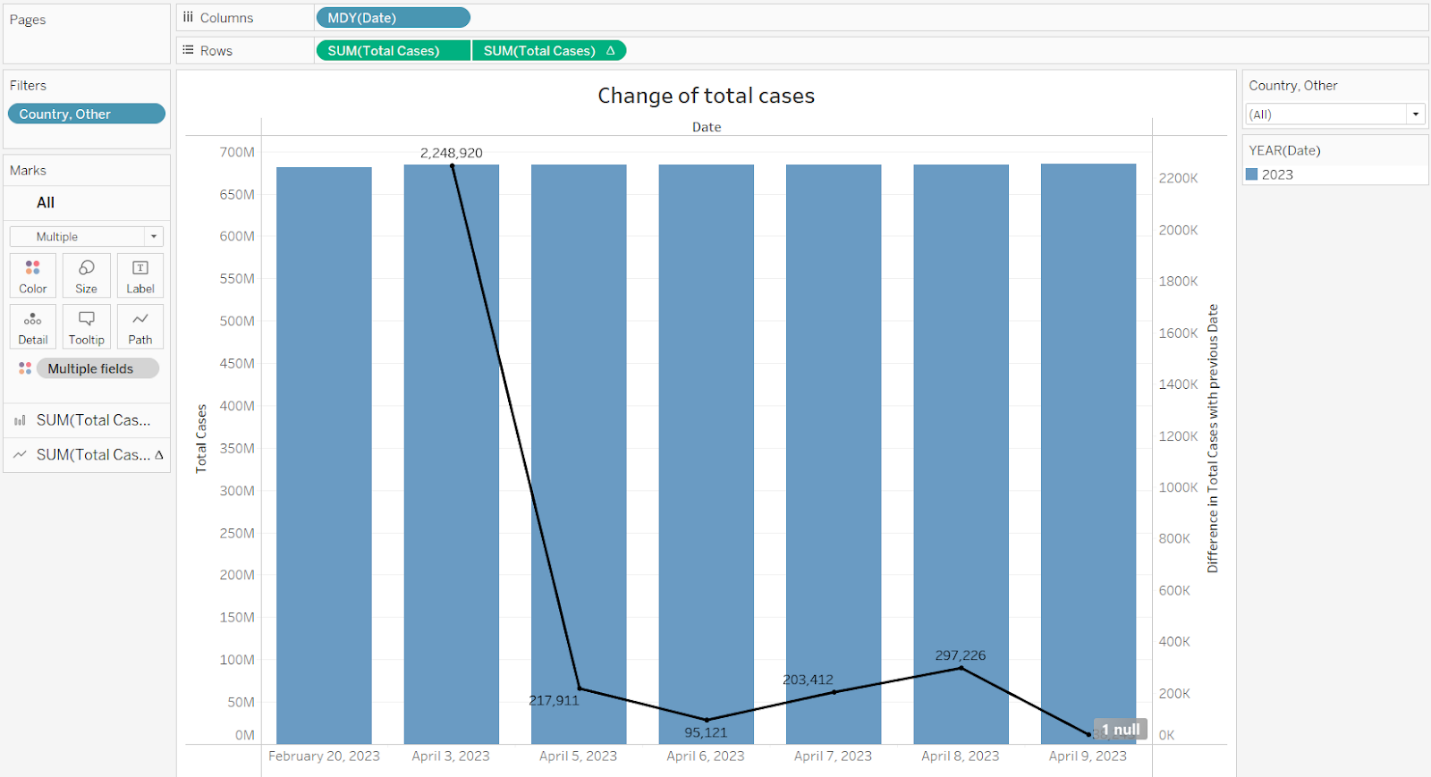 Pages
Columns
MDY(Date)
Rows
SUM(Total Cases)
SUM(Total Cases) Δ
Filters
Country, Other
Marks
All
Multiple
Color
Size
Label
Detail
Tooltip
Path
Multiple fields
SUM(Total Cas...
SUM(Total Cas... Δ
Change of total cases
Date
Total Cases
700M
650M
600M
550M
500M
450M
400M
350M
300M
250M
200M
150M
100M
50M
0M
2,248,920
217,911
95,121
203,412
297,226
1 null
2200K
2000K
1800K
1600K
1400K
1200K
1000K
800K
600K
400K
200K
0K
Difference in Total Cases with previous Date
February 20, 2023
April 3, 2023
April 5, 2023
April 6, 2023
April 7, 2023
April 8, 2023
April 9, 2023
Country, Other
(All)
YEAR(Date)
2023